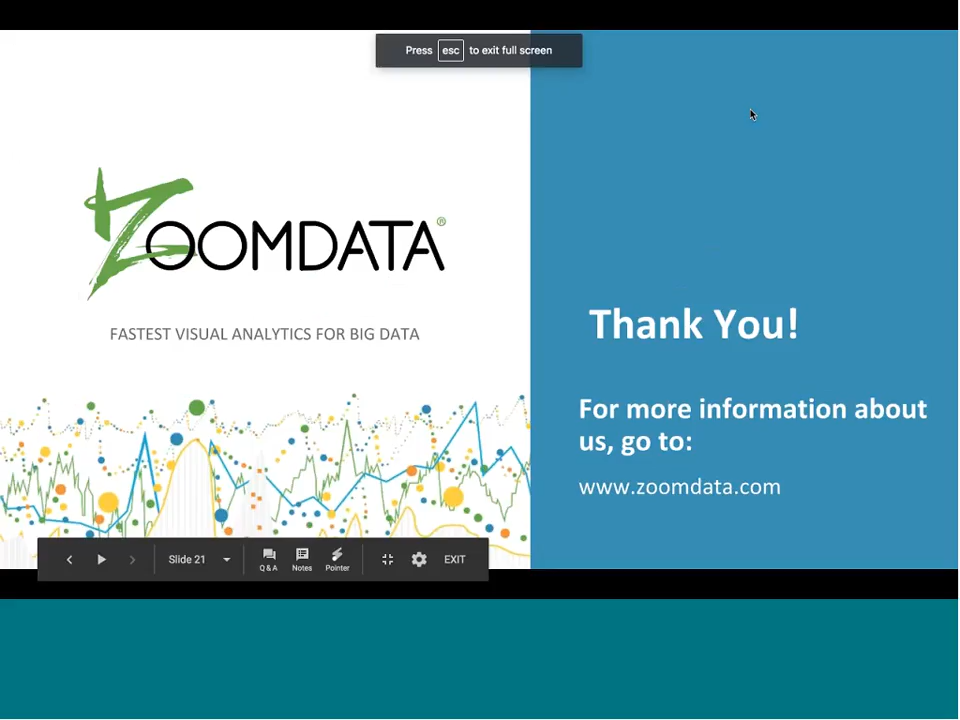 Press esc to exit full screen
ZOOMDATA®
FASTEST VISUAL ANALYTICS FOR BIG DATA
Thank You!
For more information about
us, go to:
www.zoomdata.com
Slide 21
Q & A
Notes
Pointer
EXIT